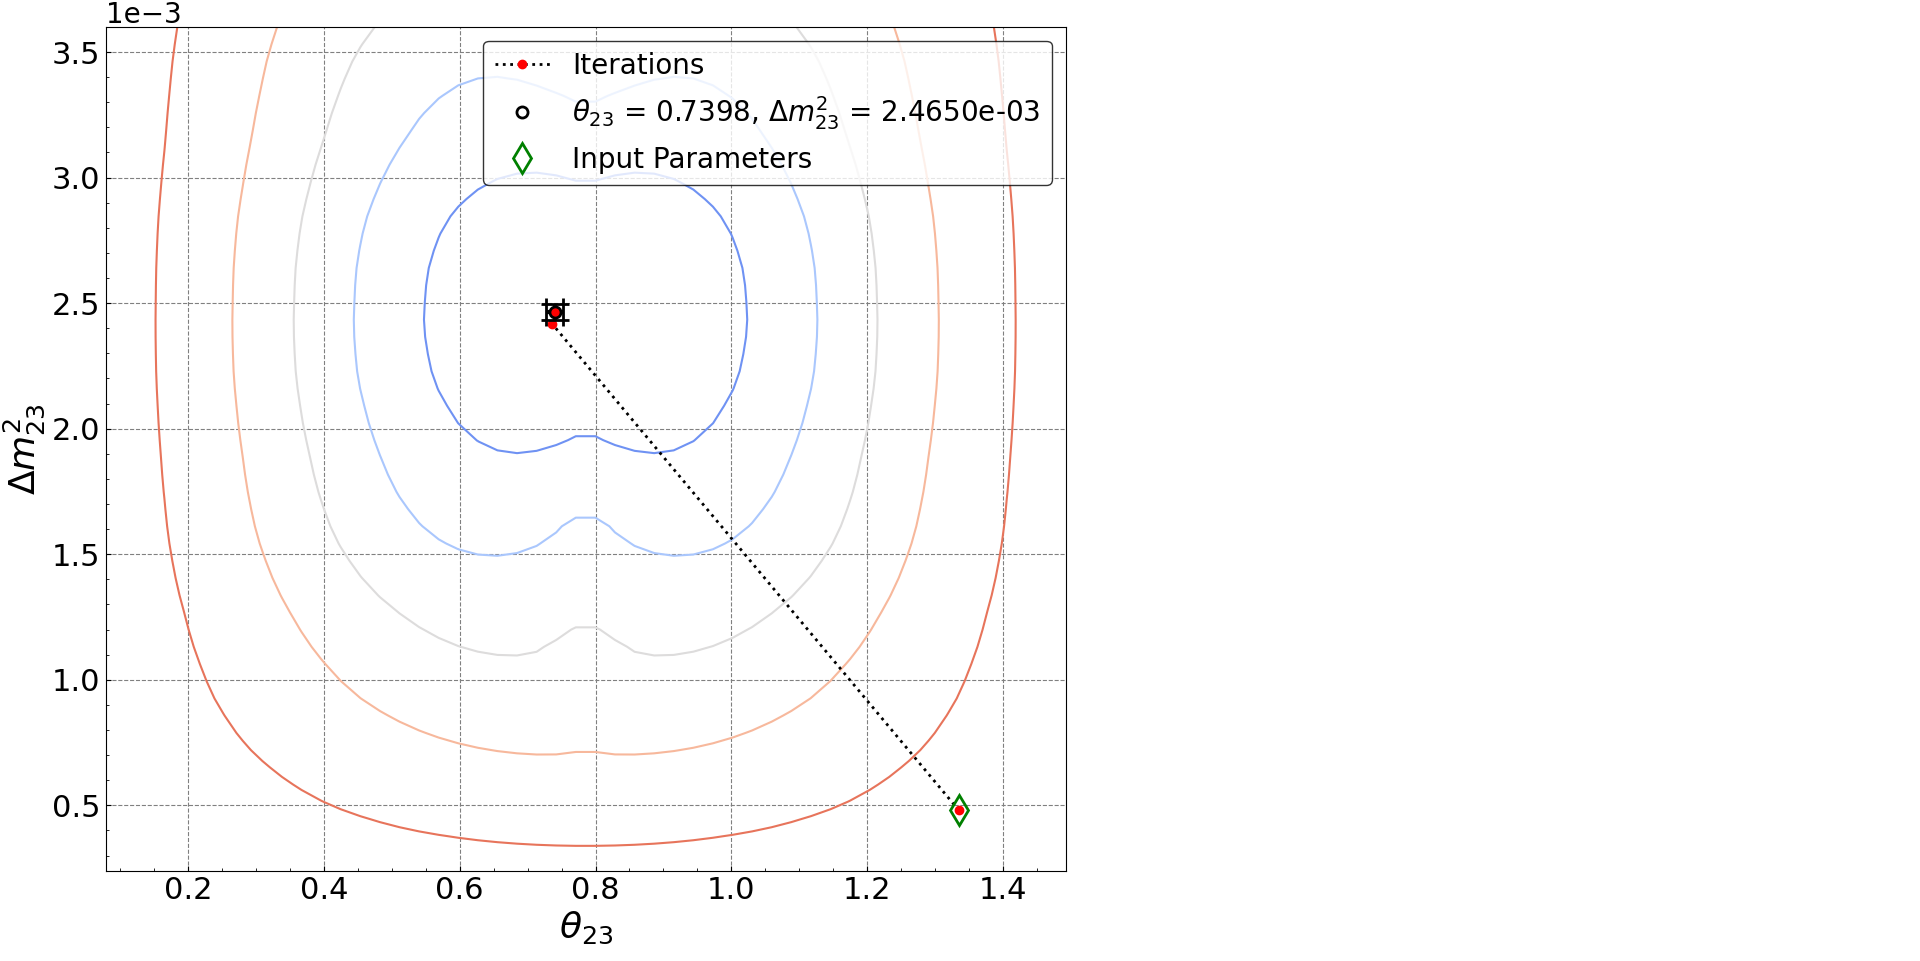 1e−3
3.5
3.0
2.5
2.0
1.5
1.0
0.5
Δm²₂₃
Iterations
θ₂₃ = 0.7398, Δm²₂₃ = 2.4650e-03
Input Parameters
0.2 0.4 0.6 0.8 1.0 1.2 1.4
θ₂₃